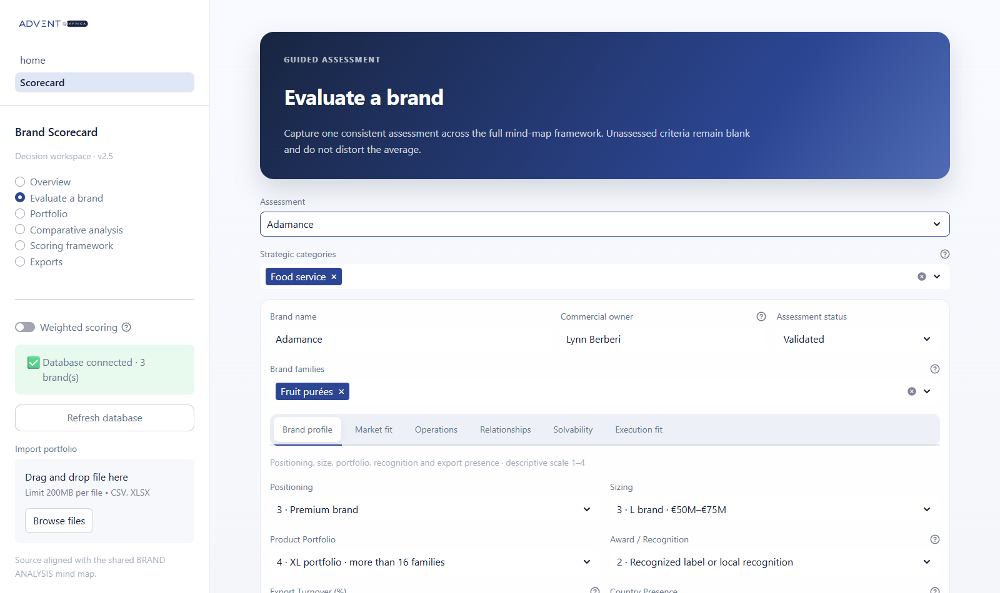 ADVENT AFRICA
home
Scorecard
Brand Scorecard
Decision workspace · v2.5
Overview
Evaluate a brand
Portfolio
Comparative analysis
Scoring framework
Exports
Weighted scoring
Database connected · 3
brand(s)
Refresh database
Import portfolio
Drag and drop file here
Limit 200MB per file • CSV, XLSX
Browse files
Source aligned with the shared BRAND
ANALYSIS mind map.
GUIDED ASSESSMENT
Evaluate a brand
Capture one consistent assessment across the full mind-map framework. Unassessed criteria remain blank
and do not distort the average.
Assessment
Adamance
Strategic categories
Food service
Brand name
Commercial owner
Assessment status
Adamance
Lynn Berberi
Validated
Brand families
Fruit purées
Brand profile
Market fit
Operations
Relationships
Solvability
Execution fit
Positioning, size, portfolio, recognition and export presence · descriptive scale 1–4
Positioning
Sizing
3 · Premium brand
3 · L brand · €50M–€75M
Product Portfolio
Award / Recognition
4 · XL portfolio · more than 16 families
2 · Recognized label or local recognition
Export Turnover (%)
Country Presence